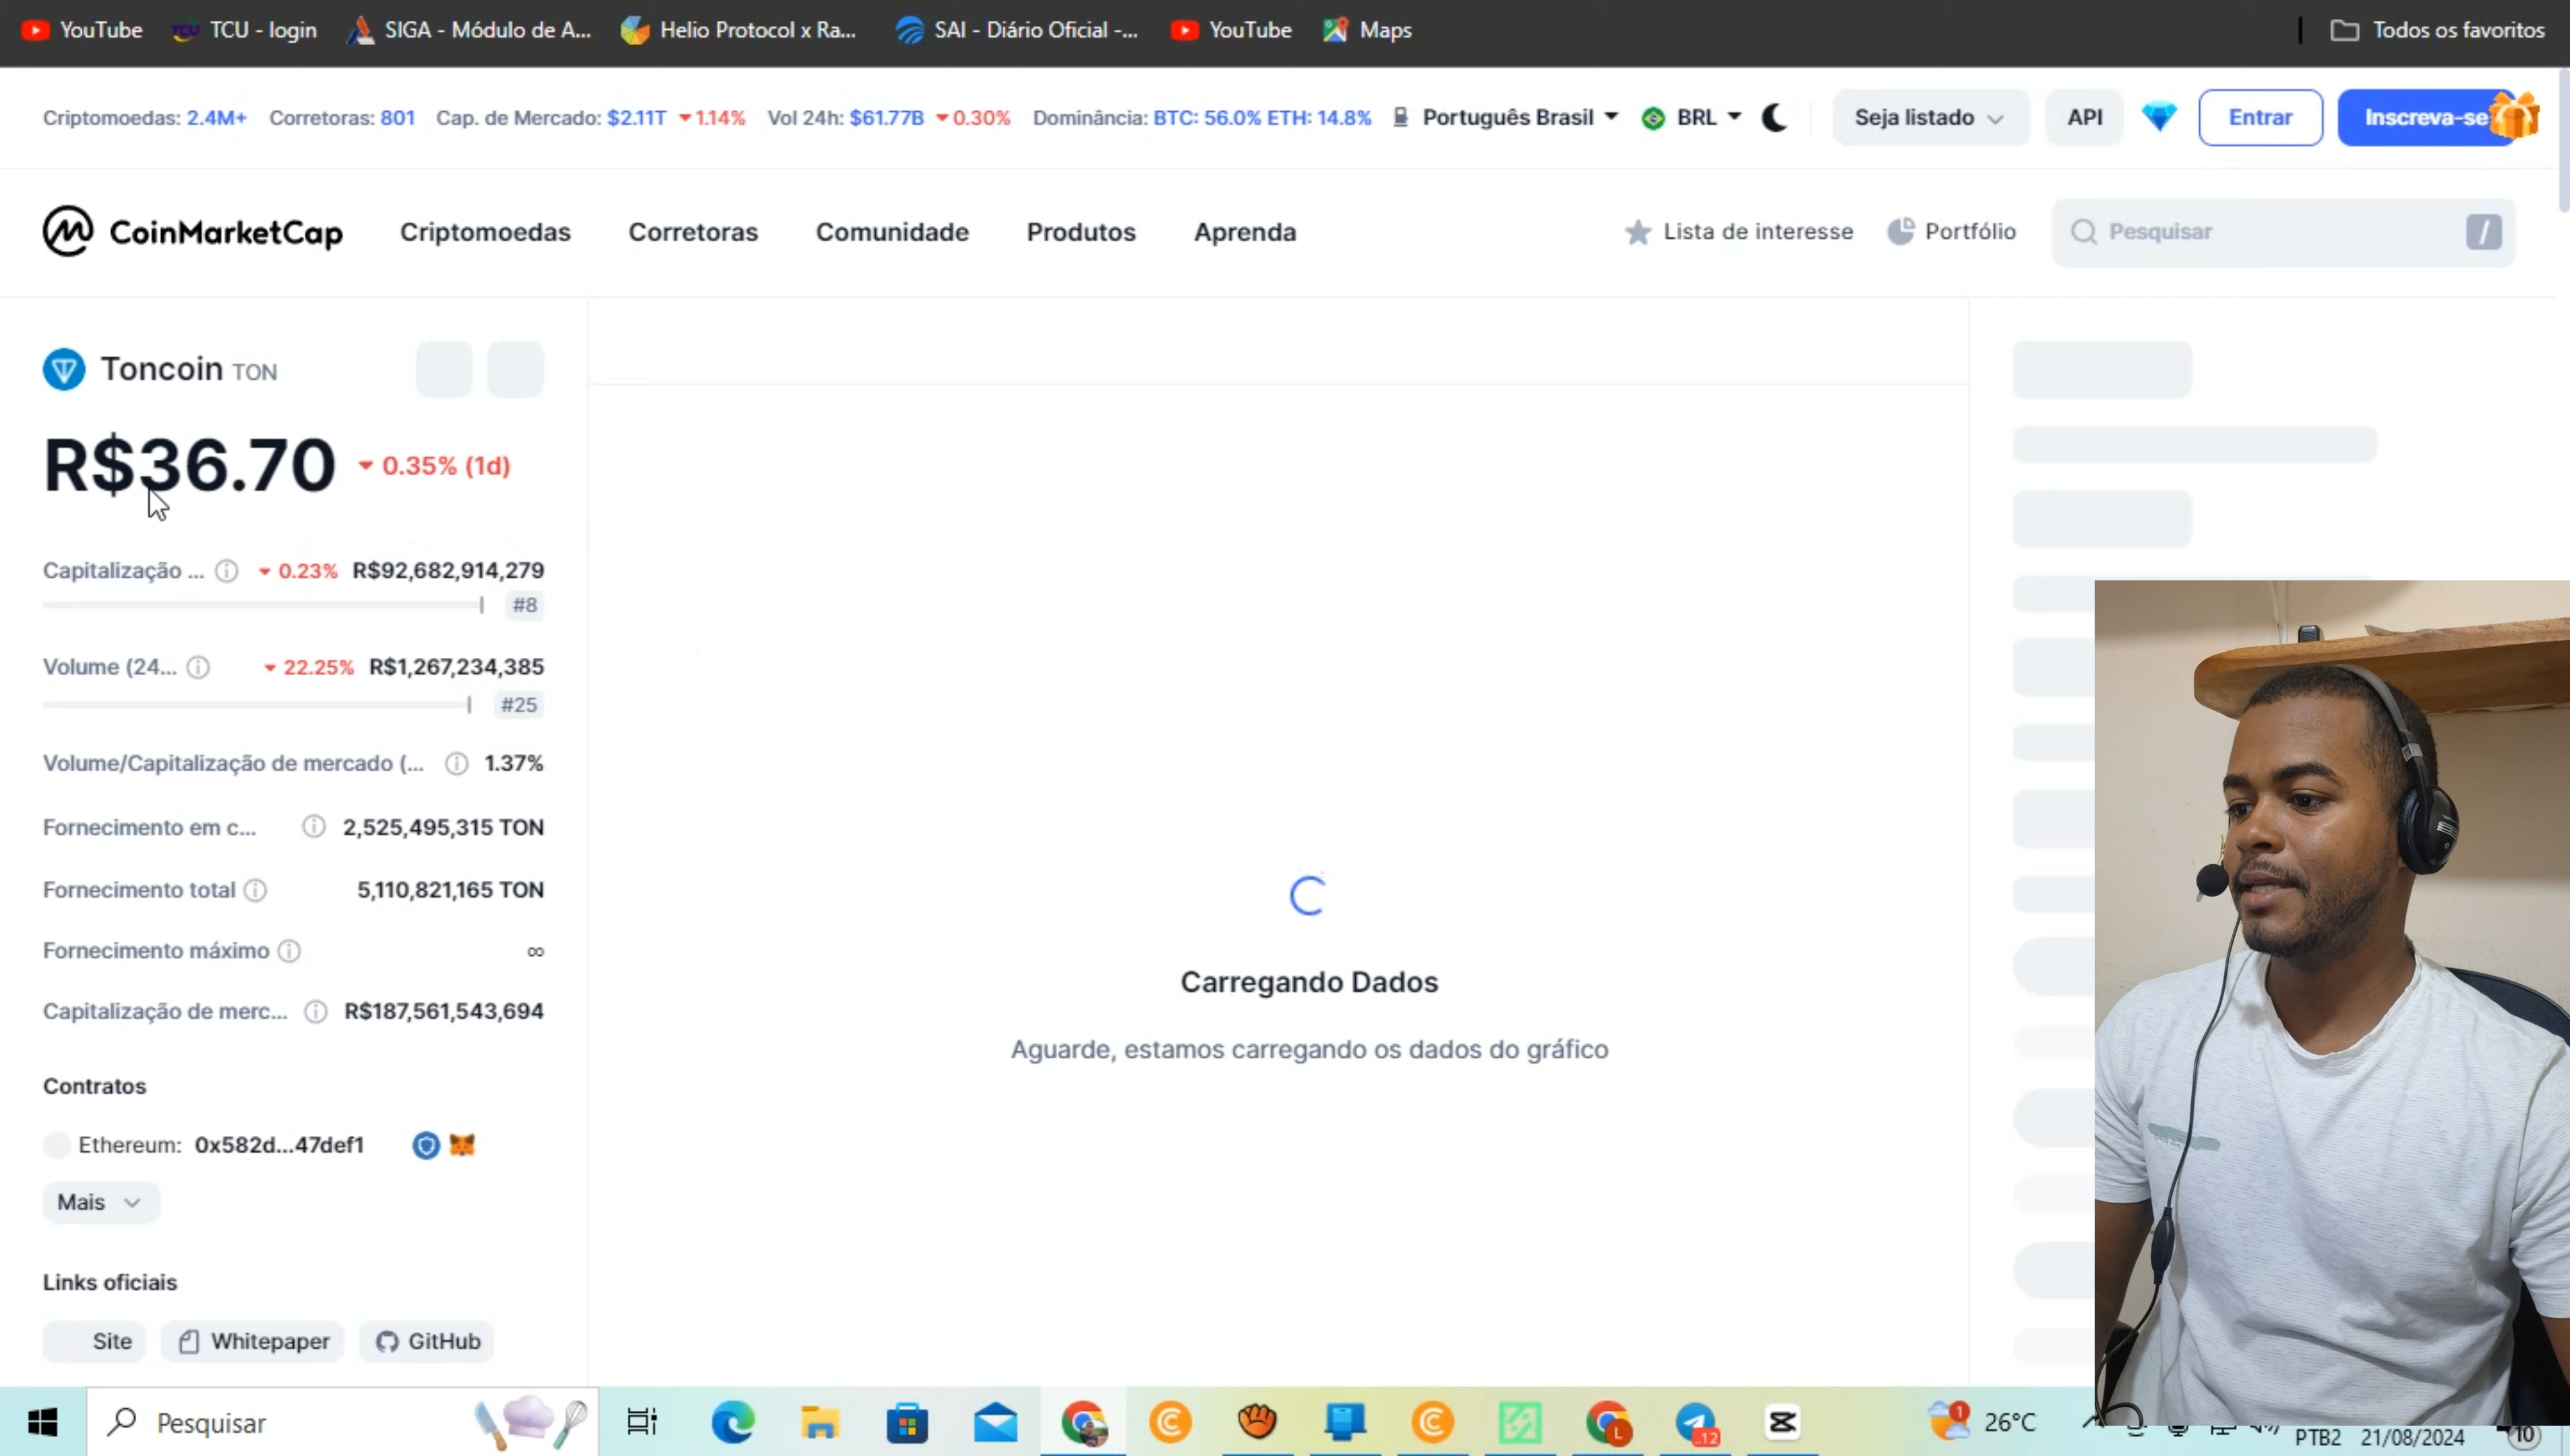 YouTube TCU - login SIGA - Módulo de A... Helio Protocol x Ra... SAI - Diário Oficial -... YouTube Maps Todos os favoritos
Criptomoedas: 2.4M+ Corretoras: 801 Cap. de Mercado: $2.11T 1.14% Vol 24h: $61.77B 0.30% Dominância: BTC: 56.0% ETH: 14.8% Português Brasil BRL Seja listado API Entrar Inscreva-se
CoinMarketCap Criptomoedas Corretoras Comunidade Produtos Aprenda Lista de interesse Portfólio Pesquisar /
Toncoin TON
R$36.70 0.35% (1d)
Capitalização ... 0.23% R$92,682,914,279
#8
Volume (24... 22.25% R$1,267,234,385
#25
Volume/Capitalização de mercado (... 1.37%
Fornecimento em c... 2,525,495,315 TON
Fornecimento total 5,110,821,165 TON
Fornecimento máximo ∞
Capitalização de merc... R$187,561,543,694
Contratos
Ethereum: 0x582d...47def1
Mais
Links oficiais
Site Whitepaper GitHub
Carregando Dados
Aguarde, estamos carregando os dados do gráfico
Pesquisar 26°C
PTB2 21/08/2024